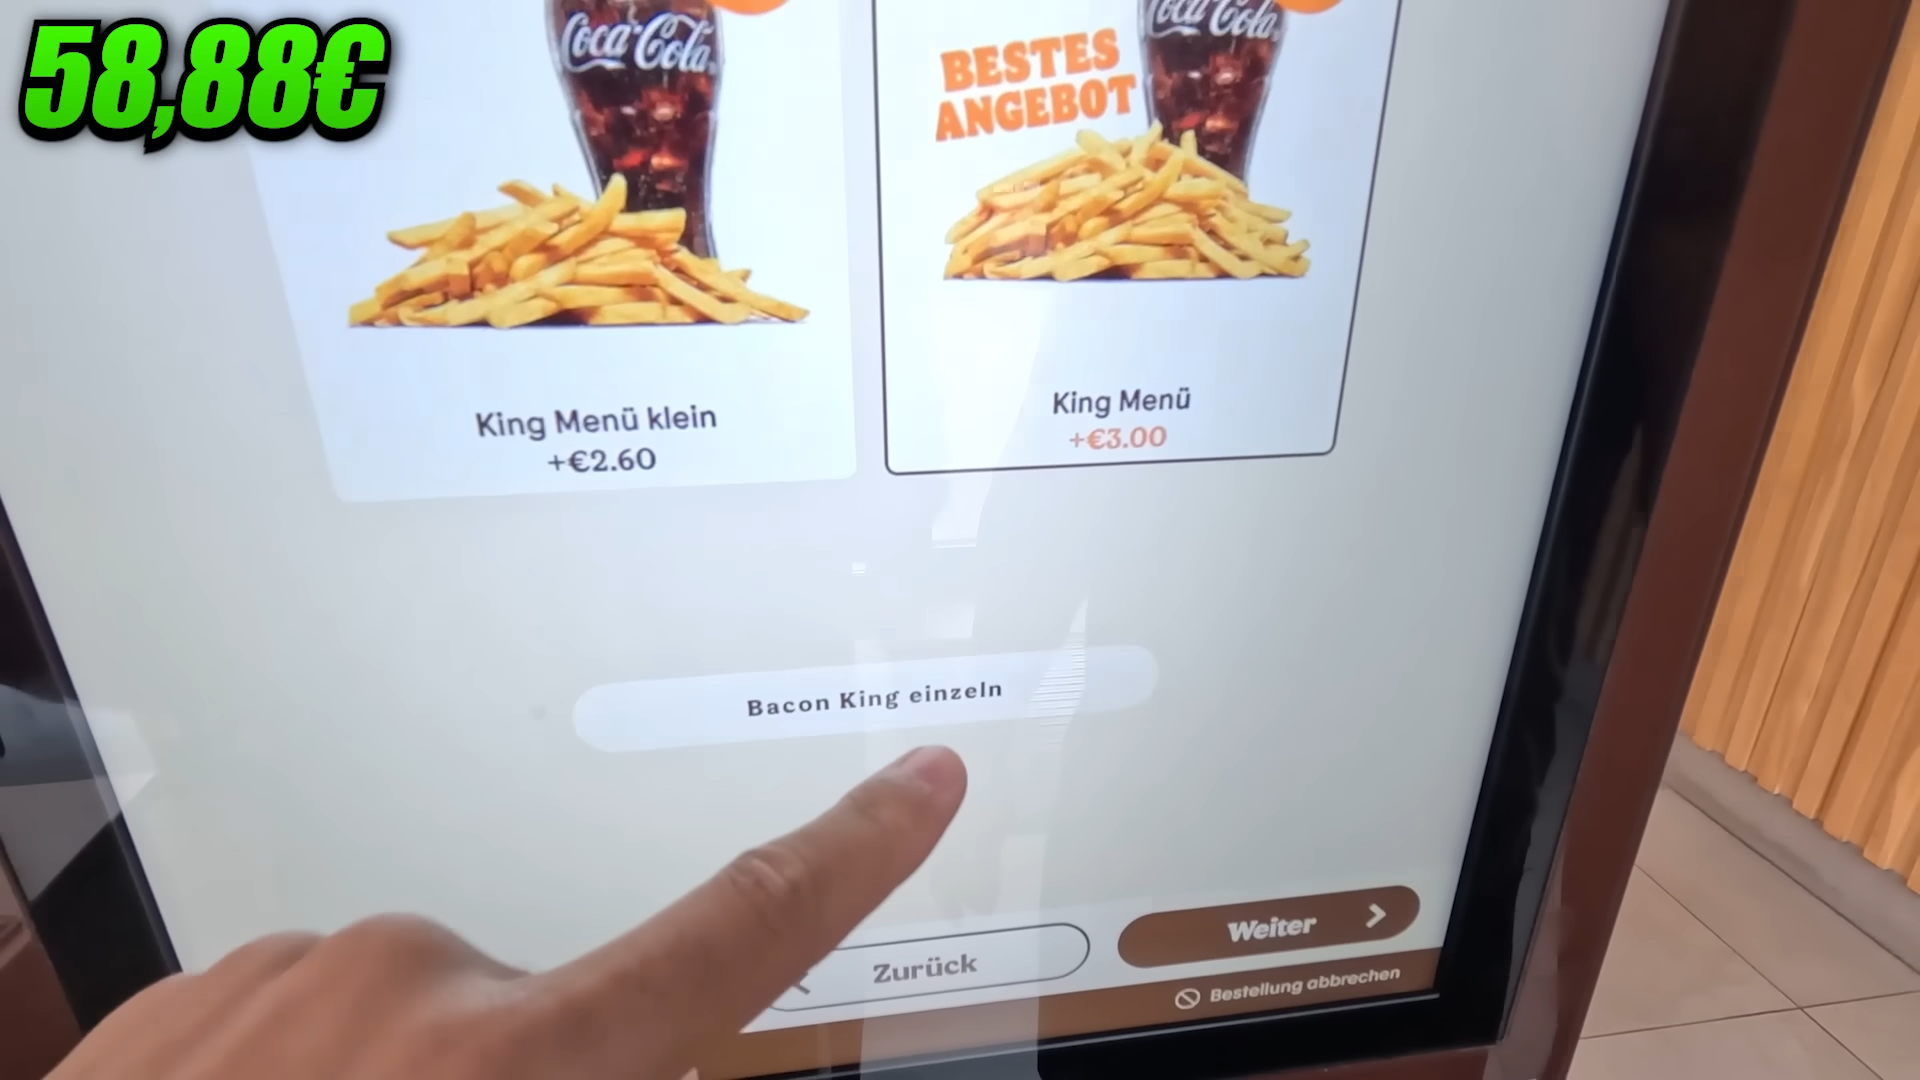 58,88€
Coca-Cola
Coca-Cola
BESTES
ANGEBOT
King Menü klein
+€2.60
King Menü
+€3.00
Bacon King einzeln
Zurück
Weiter
Bestellung abbrechen